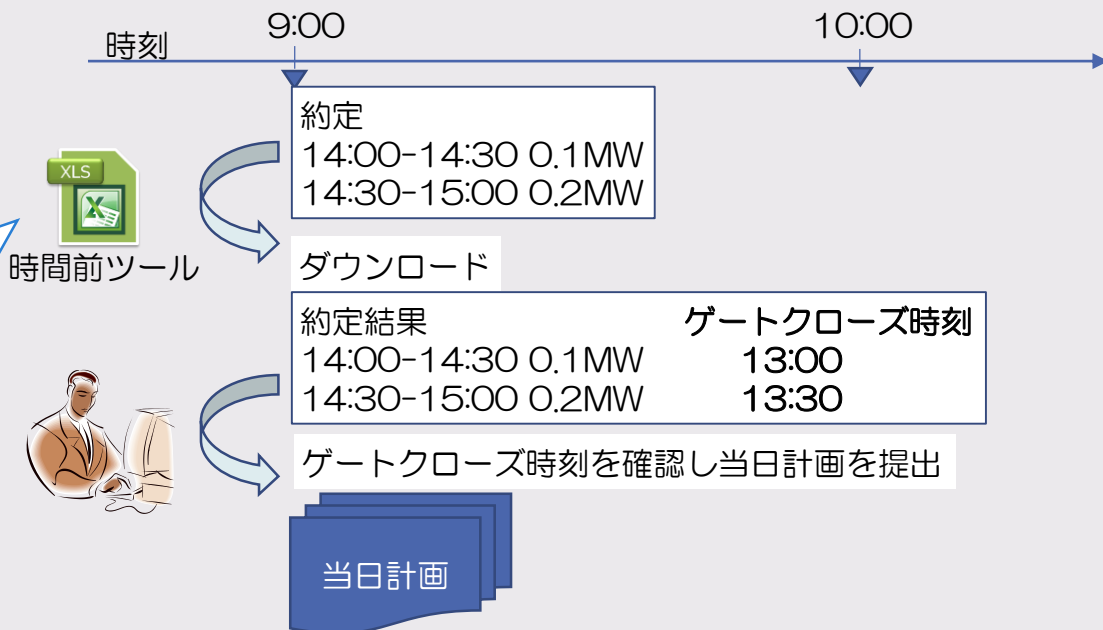 時刻
9:00
10:00
約定
14:00-14:30 0.1MW
14:30-15:00 0.2MW
XLS
X
時間前ツール
ダウンロード
約定結果 ゲートクローズ時刻
14:00-14:30 0.1MW 13:00
14:30-15:00 0.2MW 13:30
ゲートクローズ時刻を確認し当日計画を提出
当日計画